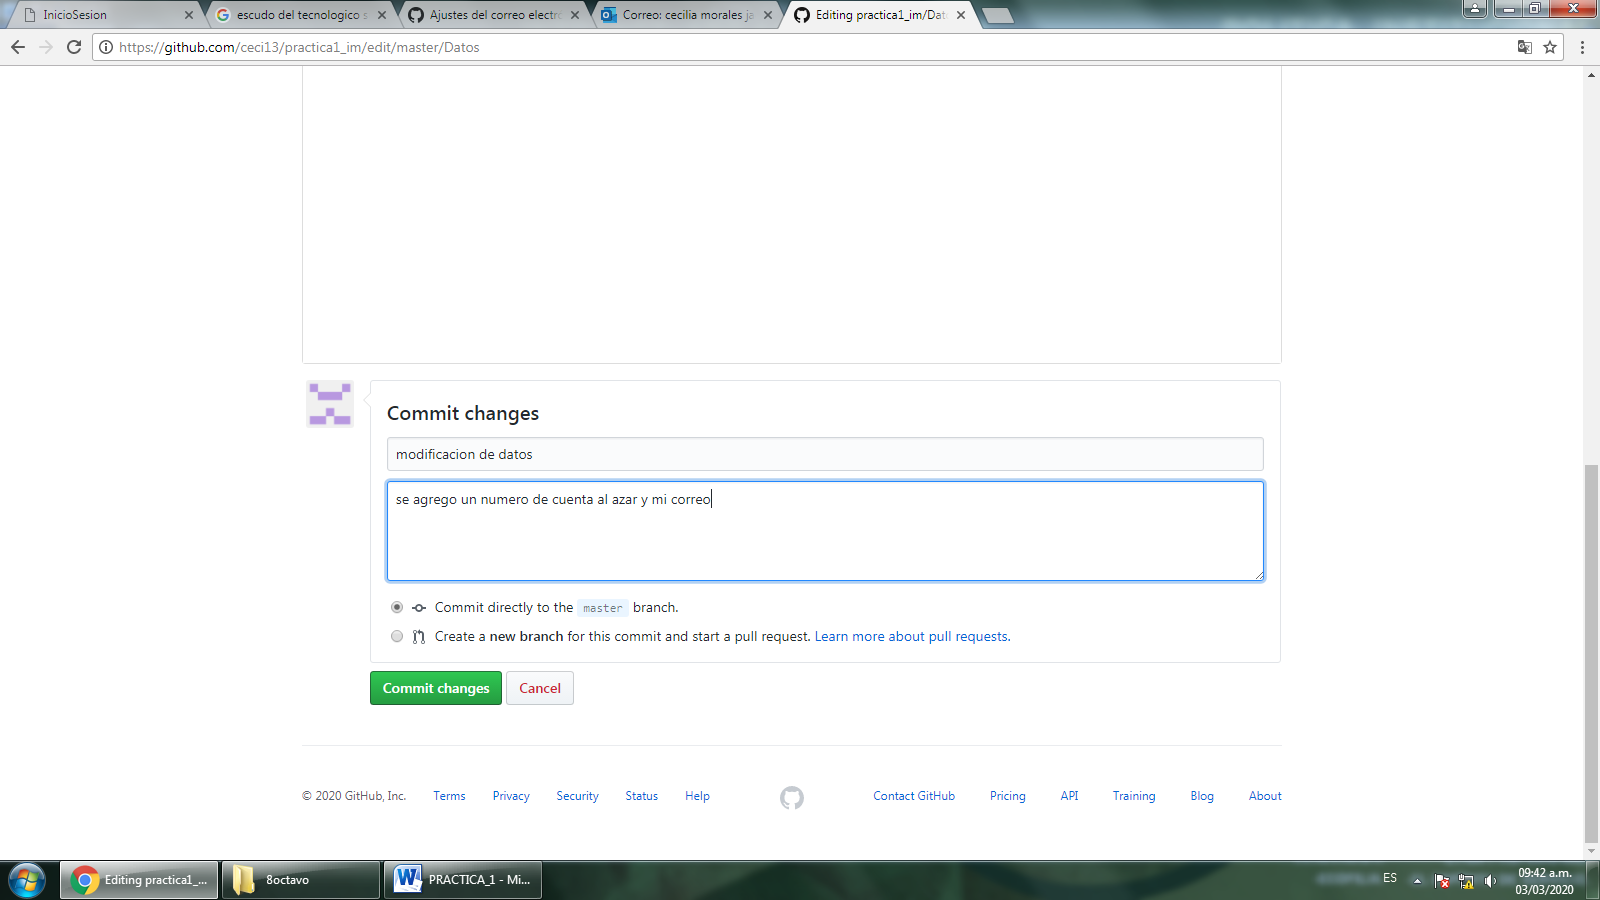 InicioSesion
escudo del tecnologico s
Ajustes del correo electró
Correo: cecilia morales ja
Editing practica1_im/Dat
https://github.com/ceci13/practica1_im/edit/master/Datos
Commit changes
modificacion de datos
se agrego un numero de cuenta al azar y mi correo
Commit directly to the master branch.
Create a new branch for this commit and start a pull request. Learn more about pull requests.
Commit changes Cancel
© 2020 GitHub, Inc. Terms Privacy Security Status Help Contact GitHub Pricing API Training Blog About
Editing practica1_...
8octavo
PRACTICA_1 - Mi...
ES
09:42 a.m.
03/03/2020